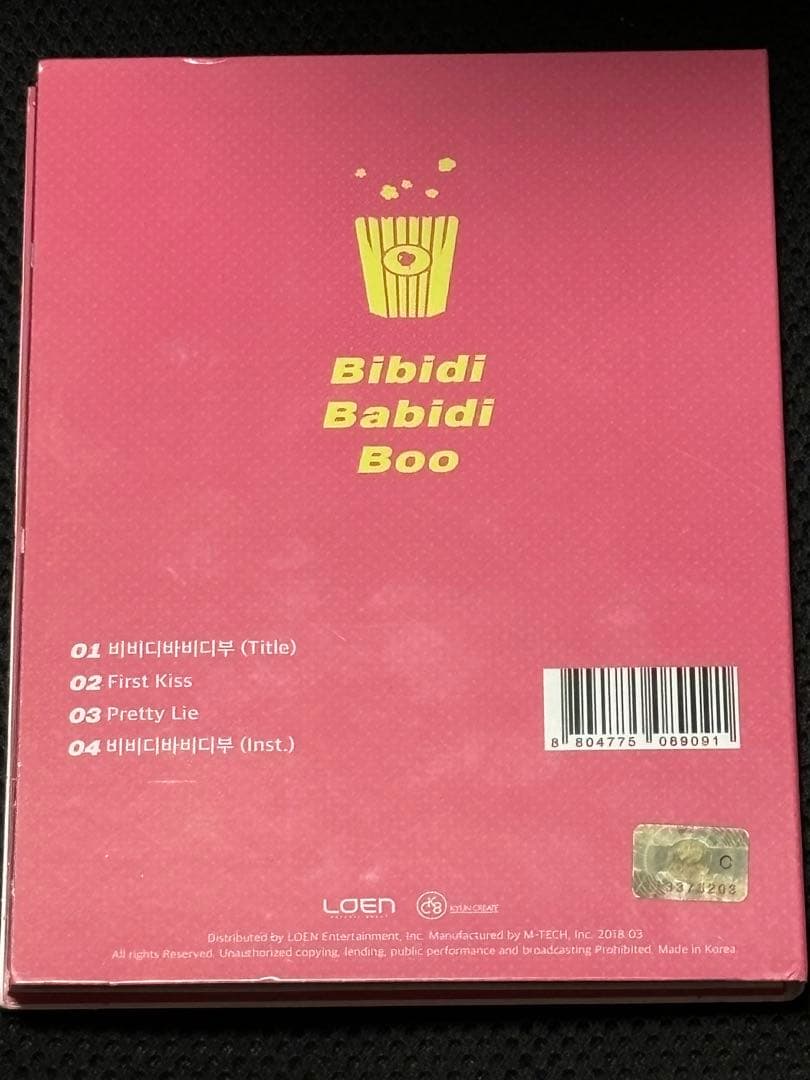 Bibidi
Babidi
Boo
01 비비디바비디부 (Title)
02 First Kiss
03 Pretty Lie
04 비비디바비디부 (Inst.)
8 804775 089091
C
LOEN
KYUN CREATE
Distributed by LOEN Entertainment, Inc. Manufactured by M-TECH, Inc. 2018.03
All rights Reserved. Unauthorized copying, lending, public performance and broadcasting Prohibited. Made in Korea.